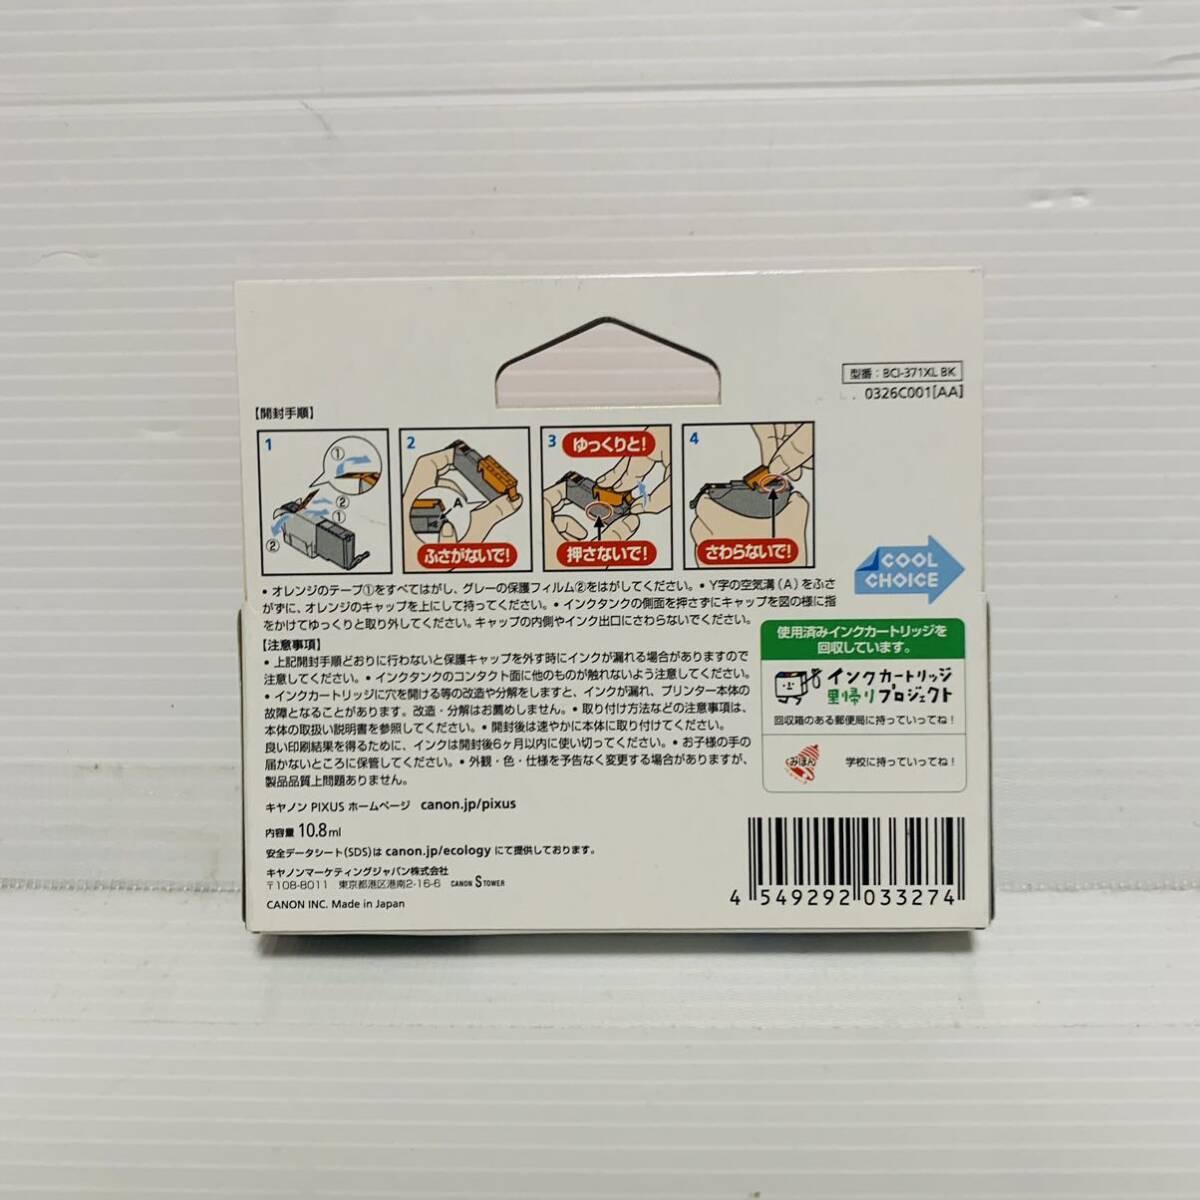 型番：BCI-371XL BK
0326C001[AA]
【開封手順】
1
①
②
①
②
2
A
ふさがないで!
3
ゆっくりと!
押さないで!
4
さわらないで!
COOL
CHOICE
• オレンジのテープ①をすべてはがし、グレーの保護フィルム②をはがしてください。• Y字の空気溝（A）をふさ
がずに、オレンジのキャップを上にして持ってください。• インクタンクの側面を押さずにキャップを図の様に指
をかけてゆっくりと取り外してください。キャップの内側やインク出口にさわらないでください。
【注意事項】
• 上記開封手順どおりに行わないと保護キャップを外す時にインクが漏れる場合がありますので
注意してください。• インクタンクのコンタクト面に他のものが触れないよう注意してください。
• インクカートリッジに穴を開ける等の改造や分解をしますと、インクが漏れ、プリンター本体の
故障となることがあります。改造・分解はお薦めしません。• 取り付け方法などの注意事項は、
本体の取扱い説明書を参照してください。• 開封後は速やかに本体に取り付けてください。
良い印刷結果を得るために、インクは開封後6ヶ月以内に使い切ってください。• お子様の手の
届かないところに保管してください。• 外観・色・仕様を予告なく変更する場合がありますが、
製品品質上問題ありません。
キヤノン PIXUS ホームページ canon.jp/pixus
内容量 10.8ml
安全データシート(SDS)は canon.jp/ecology にて提供しております。
キヤノンマーケティングジャパン株式会社
〒108-8011 東京都港区港南2-16-6 CANON S TOWER
CANON INC. Made in Japan
使用済みインクカートリッジを
回収しています。
インクカートリッジ
里帰りプロジェクト
回収箱のある郵便局に持っていってね！
みほん
学校に持っていってね！
4 549292 033274